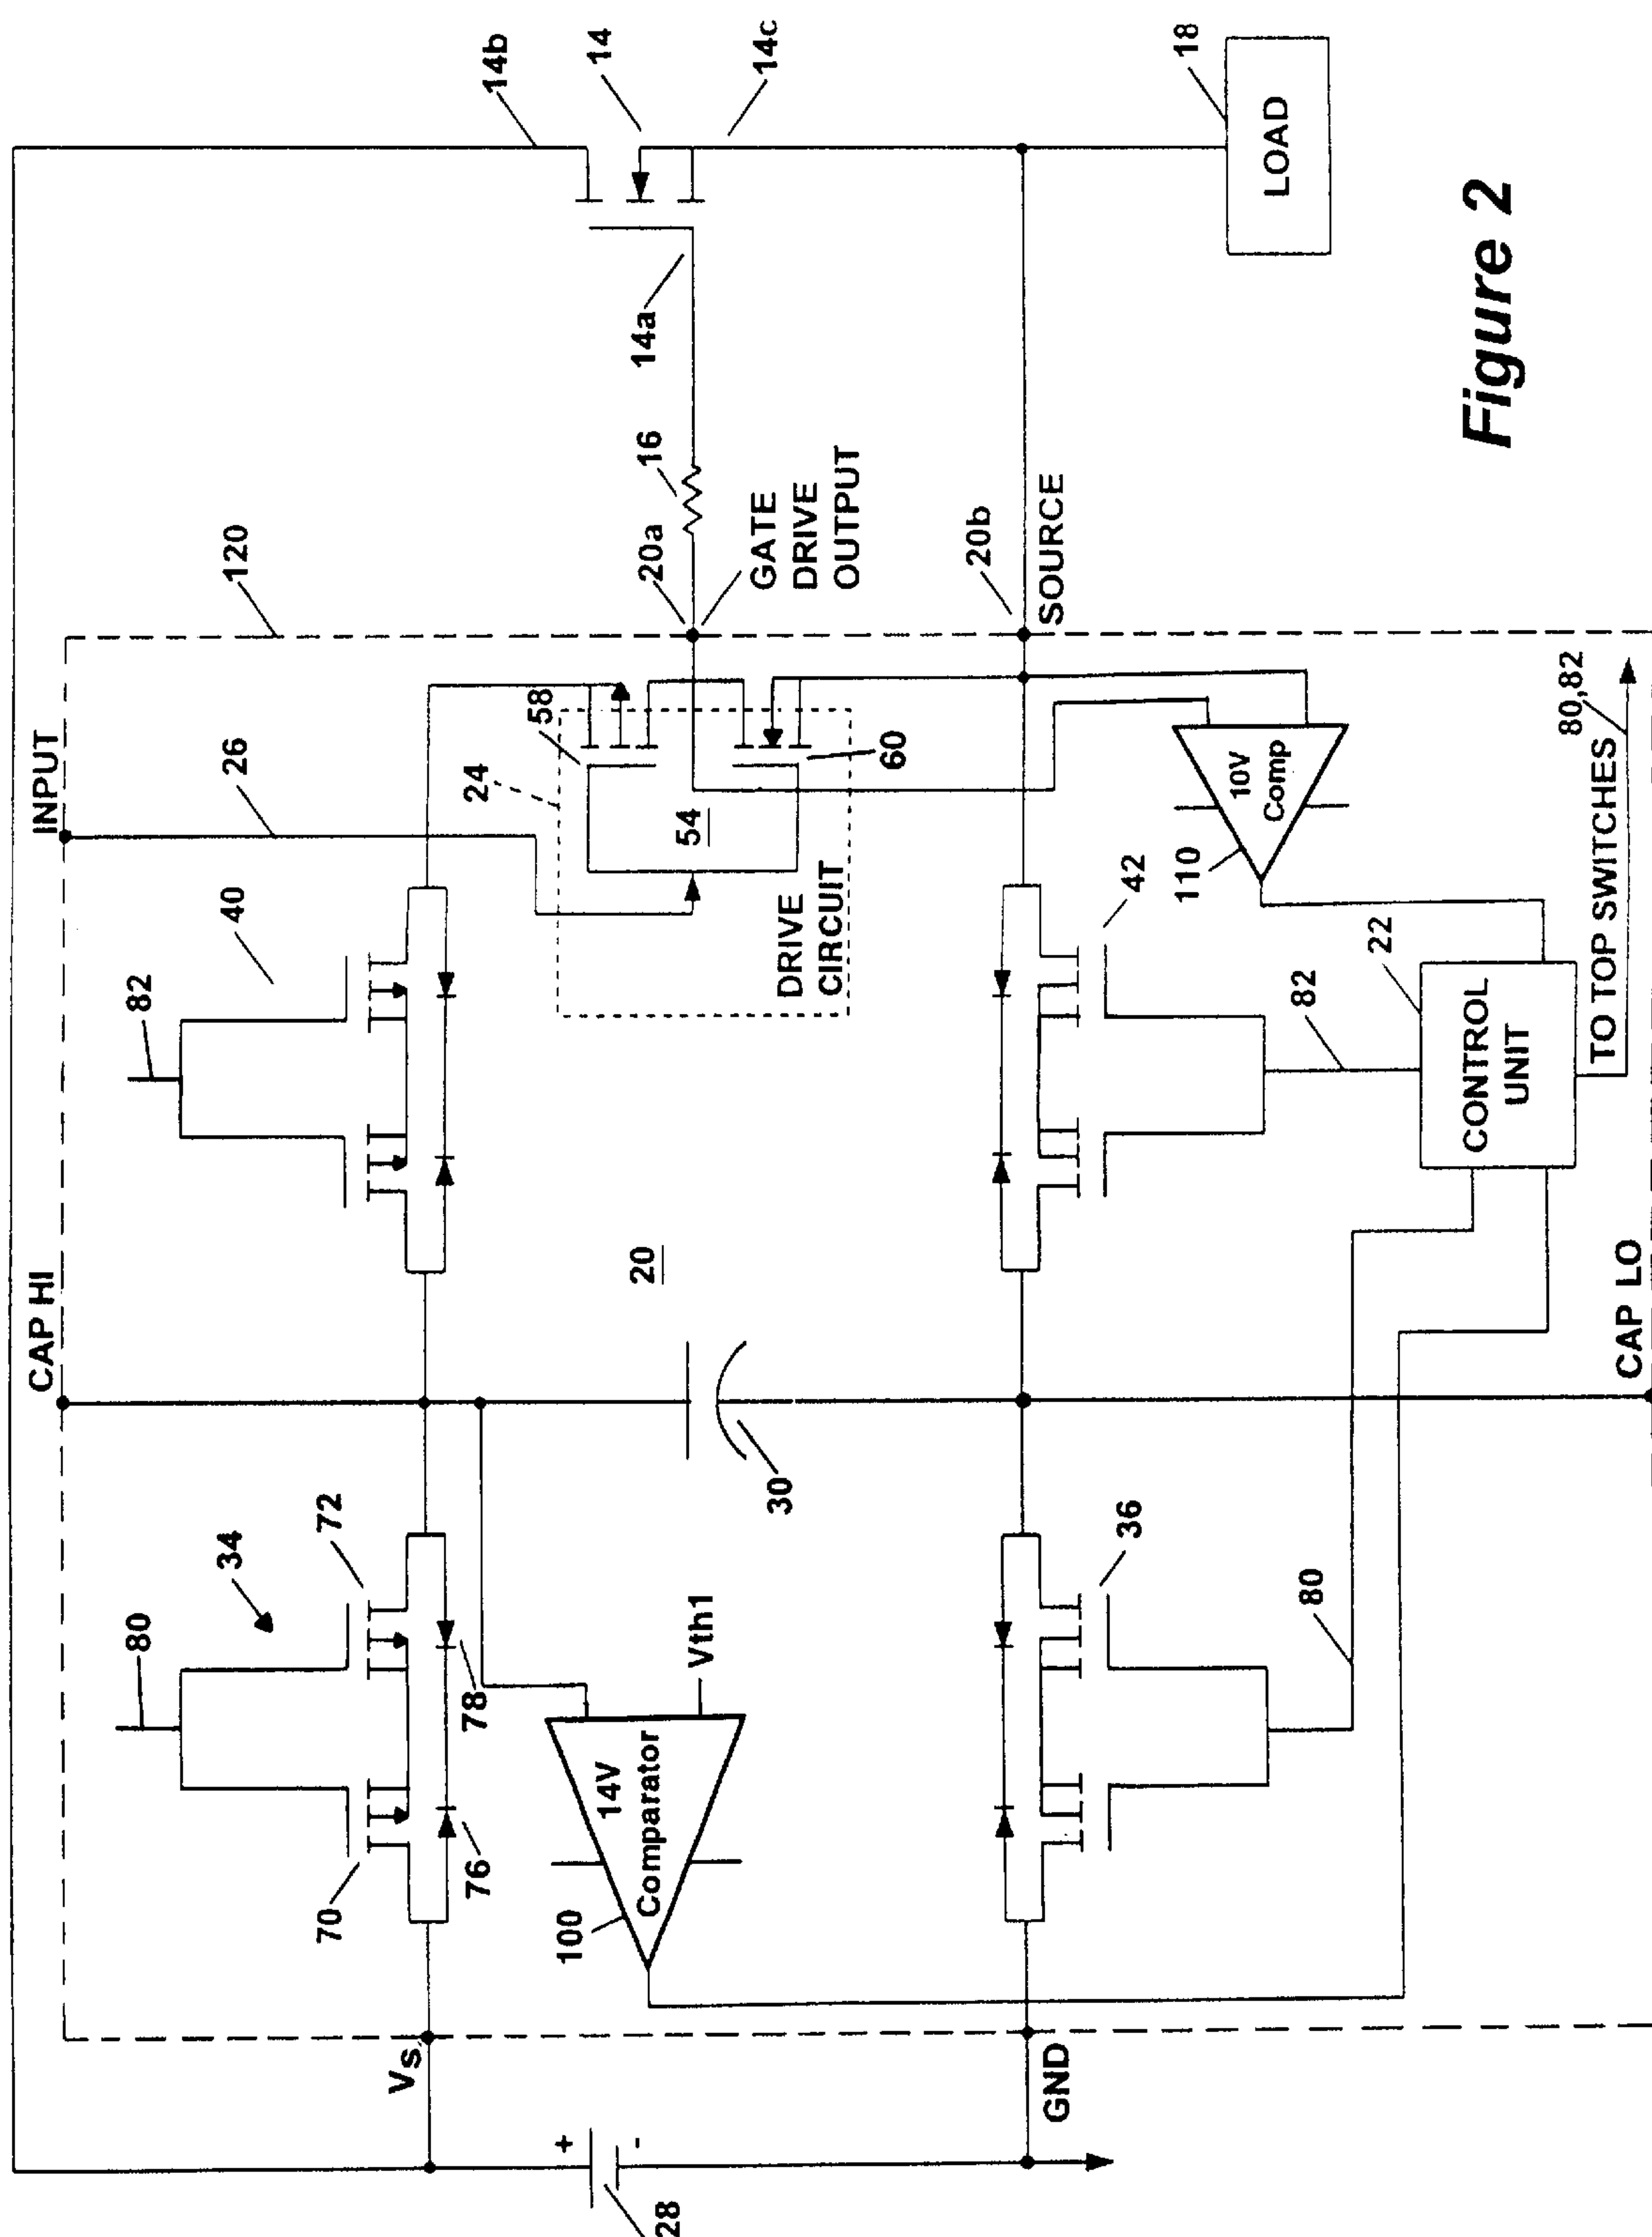 14b
14
14c
18
LOAD
14a
16
120
20a
GATE
DRIVE
OUTPUT
20b
SOURCE
INPUT
26
24
58
54
60
DRIVE
CIRCUIT
10V
Comp
110
80,82
TO TOP SWITCHES
40
82
42
82
22
CONTROL
UNIT
CAP HI
20
30
CAP LO
34
72
80
70
76
78
14V
Comparator
Vth1
100
36
80
Vs
GND
+
-
28
Figure 2